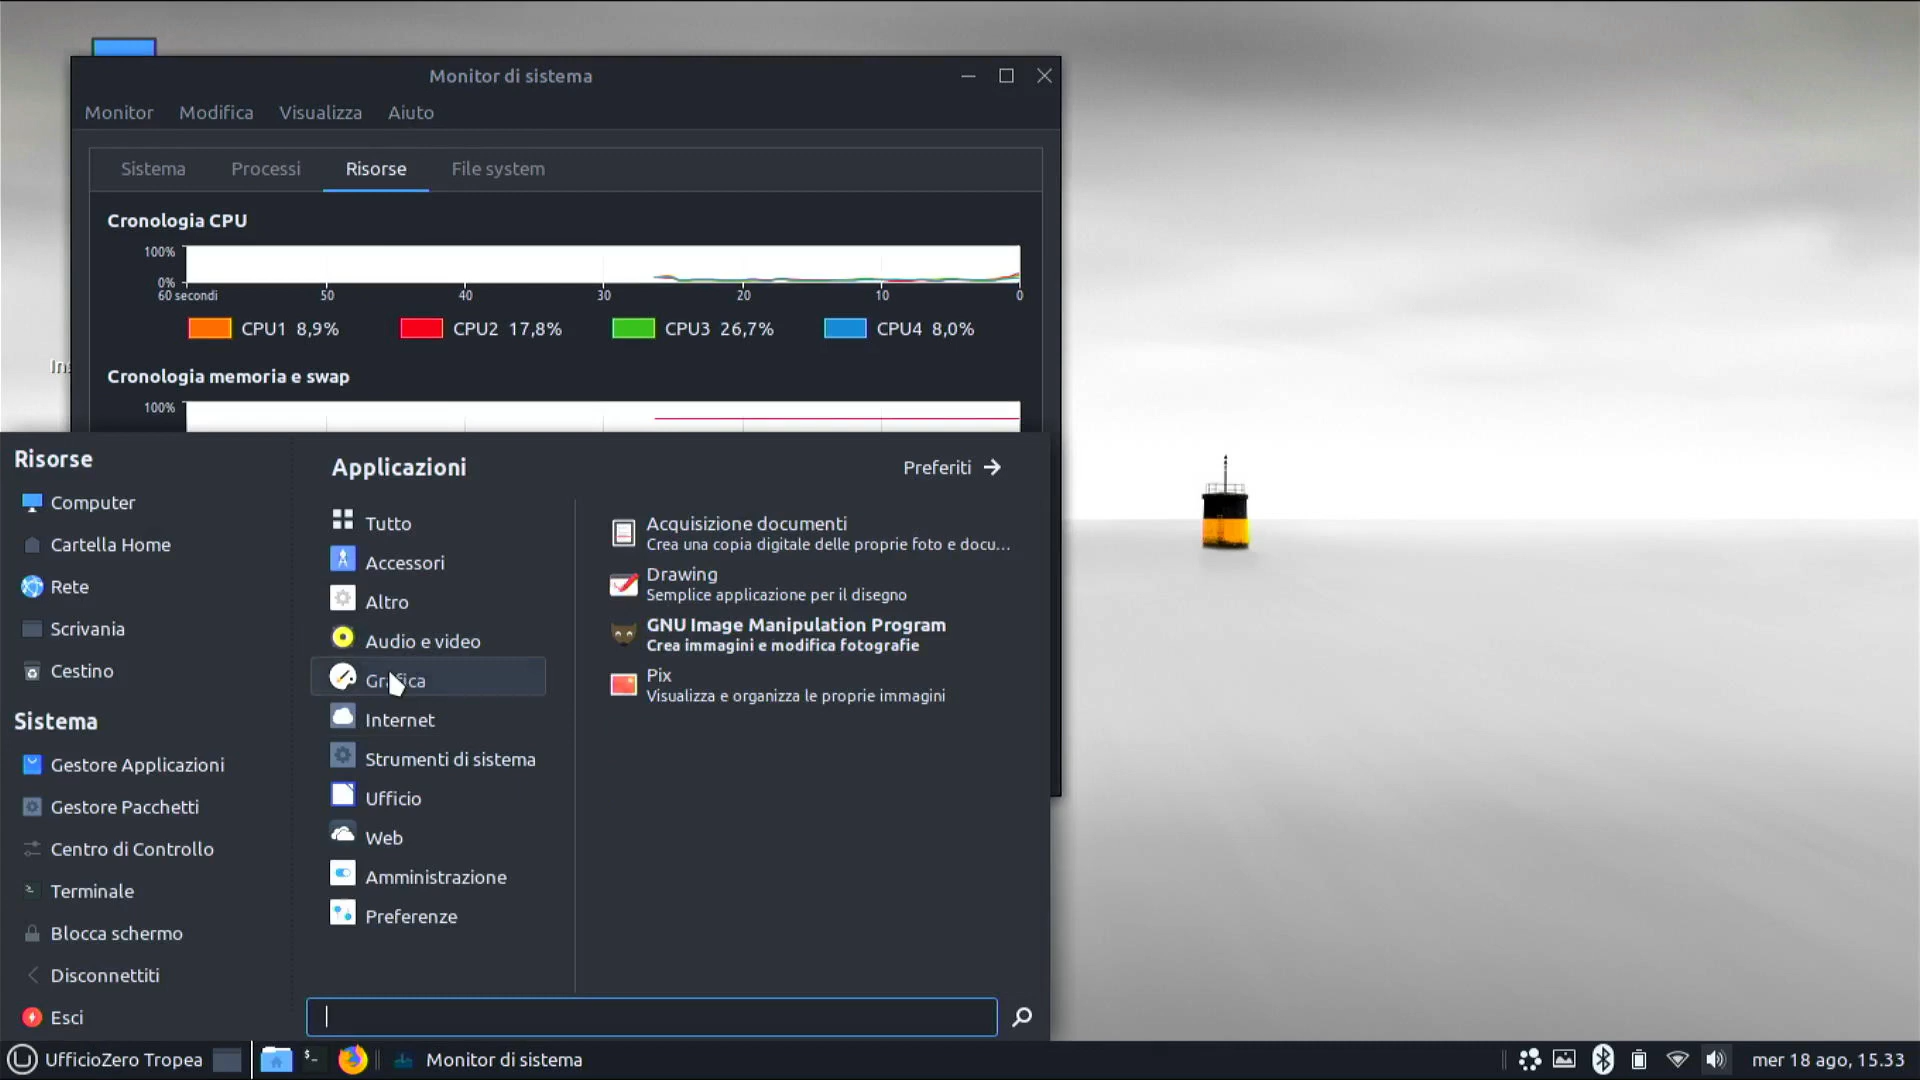 Monitor di sistema
Monitor Modifica Visualizza Aiuto
Sistema Processi Risorse File system
Cronologia CPU
100%
0%
60 secondi 50 40 30 20 10 0
CPU1 8,9% CPU2 17,8% CPU3 26,7% CPU4 8,0%
Cronologia memoria e swap
100%
Risorse
Computer
Cartella Home
Rete
Scrivania
Cestino
Sistema
Gestore Applicazioni
Gestore Pacchetti
Centro di Controllo
Terminale
Blocca schermo
Disconnettiti
Esci
Applicazioni
Preferiti
Tutto
Accessori
Altro
Audio e video
Grafica
Internet
Strumenti di sistema
Ufficio
Web
Amministrazione
Preferenze
Acquisizione documenti
Crea una copia digitale delle proprie foto e docu...
Drawing
Semplice applicazione per il disegno
GNU Image Manipulation Program
Crea immagini e modifica fotografie
Pix
Visualizza e organizza le proprie immagini
UfficioZero Tropea
Monitor di sistema
mer 18 ago, 15.33